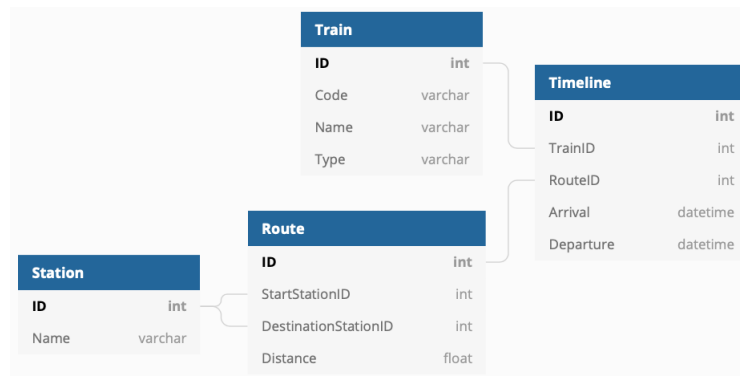 Train
ID int
Code varchar
Name varchar
Type varchar
Timeline
ID int
TrainID int
RouteID int
Arrival datetime
Departure datetime
Route
ID int
StartStationID int
DestinationStationID int
Distance float
Station
ID int
Name varchar